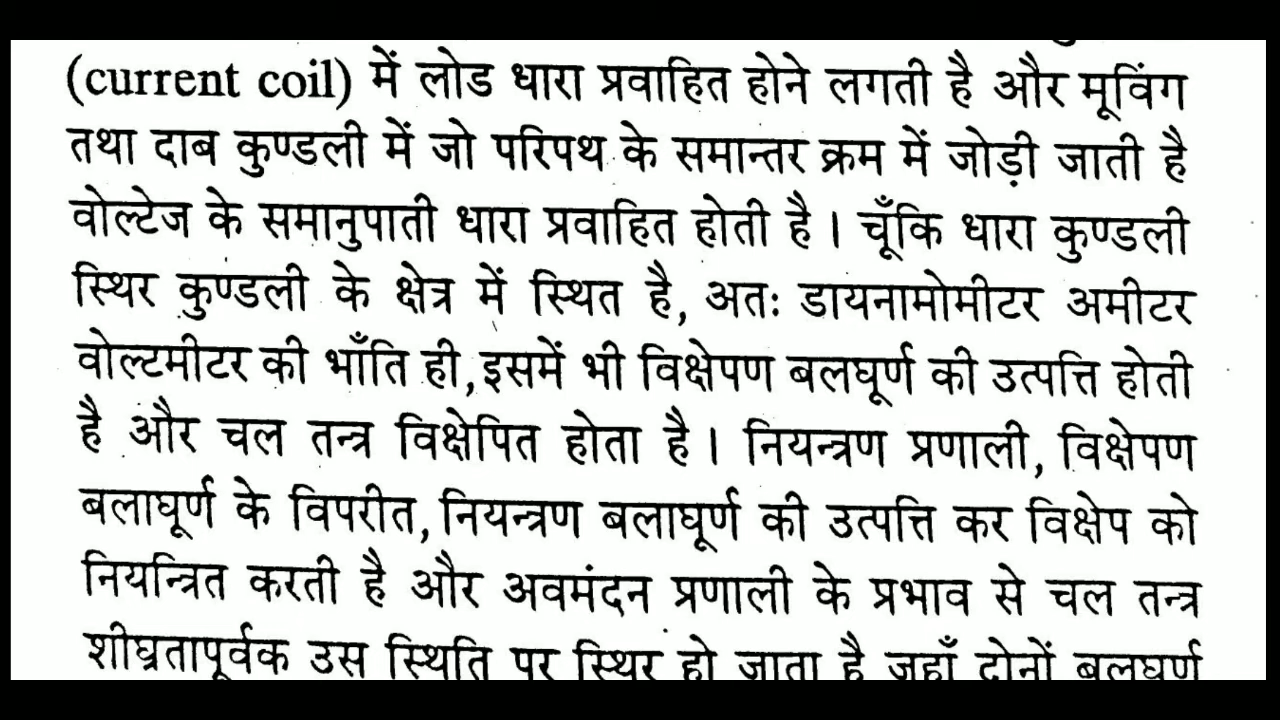 (current coil) में लोड धारा प्रवाहित होने लगती है और मूविंग
तथा दाब कुण्डली में जो परिपथ के समान्तर क्रम में जोड़ी जाती है
वोल्टेज के समानुपाती धारा प्रवाहित होती है। चूँकि धारा कुण्डली
स्थिर कुण्डली के क्षेत्र में स्थित है, अतः डायनामोमीटर अमीटर
वोल्टमीटर की भाँति ही, इसमें भी विक्षेपण बलघूर्ण की उत्पत्ति होती
है और चल तन्त्र विक्षेपित होता है। नियन्त्रण प्रणाली, विक्षेपण
बलाघूर्ण के विपरीत, नियन्त्रण बलाघूर्ण की उत्पत्ति कर विक्षेप को
नियन्त्रित करती है और अवमंदन प्रणाली के प्रभाव से चल तन्त्र
शीघ्रतापूर्वक उस स्थिति पर स्थिर हो जाता है जहाँ दोनों बलघूर्ण